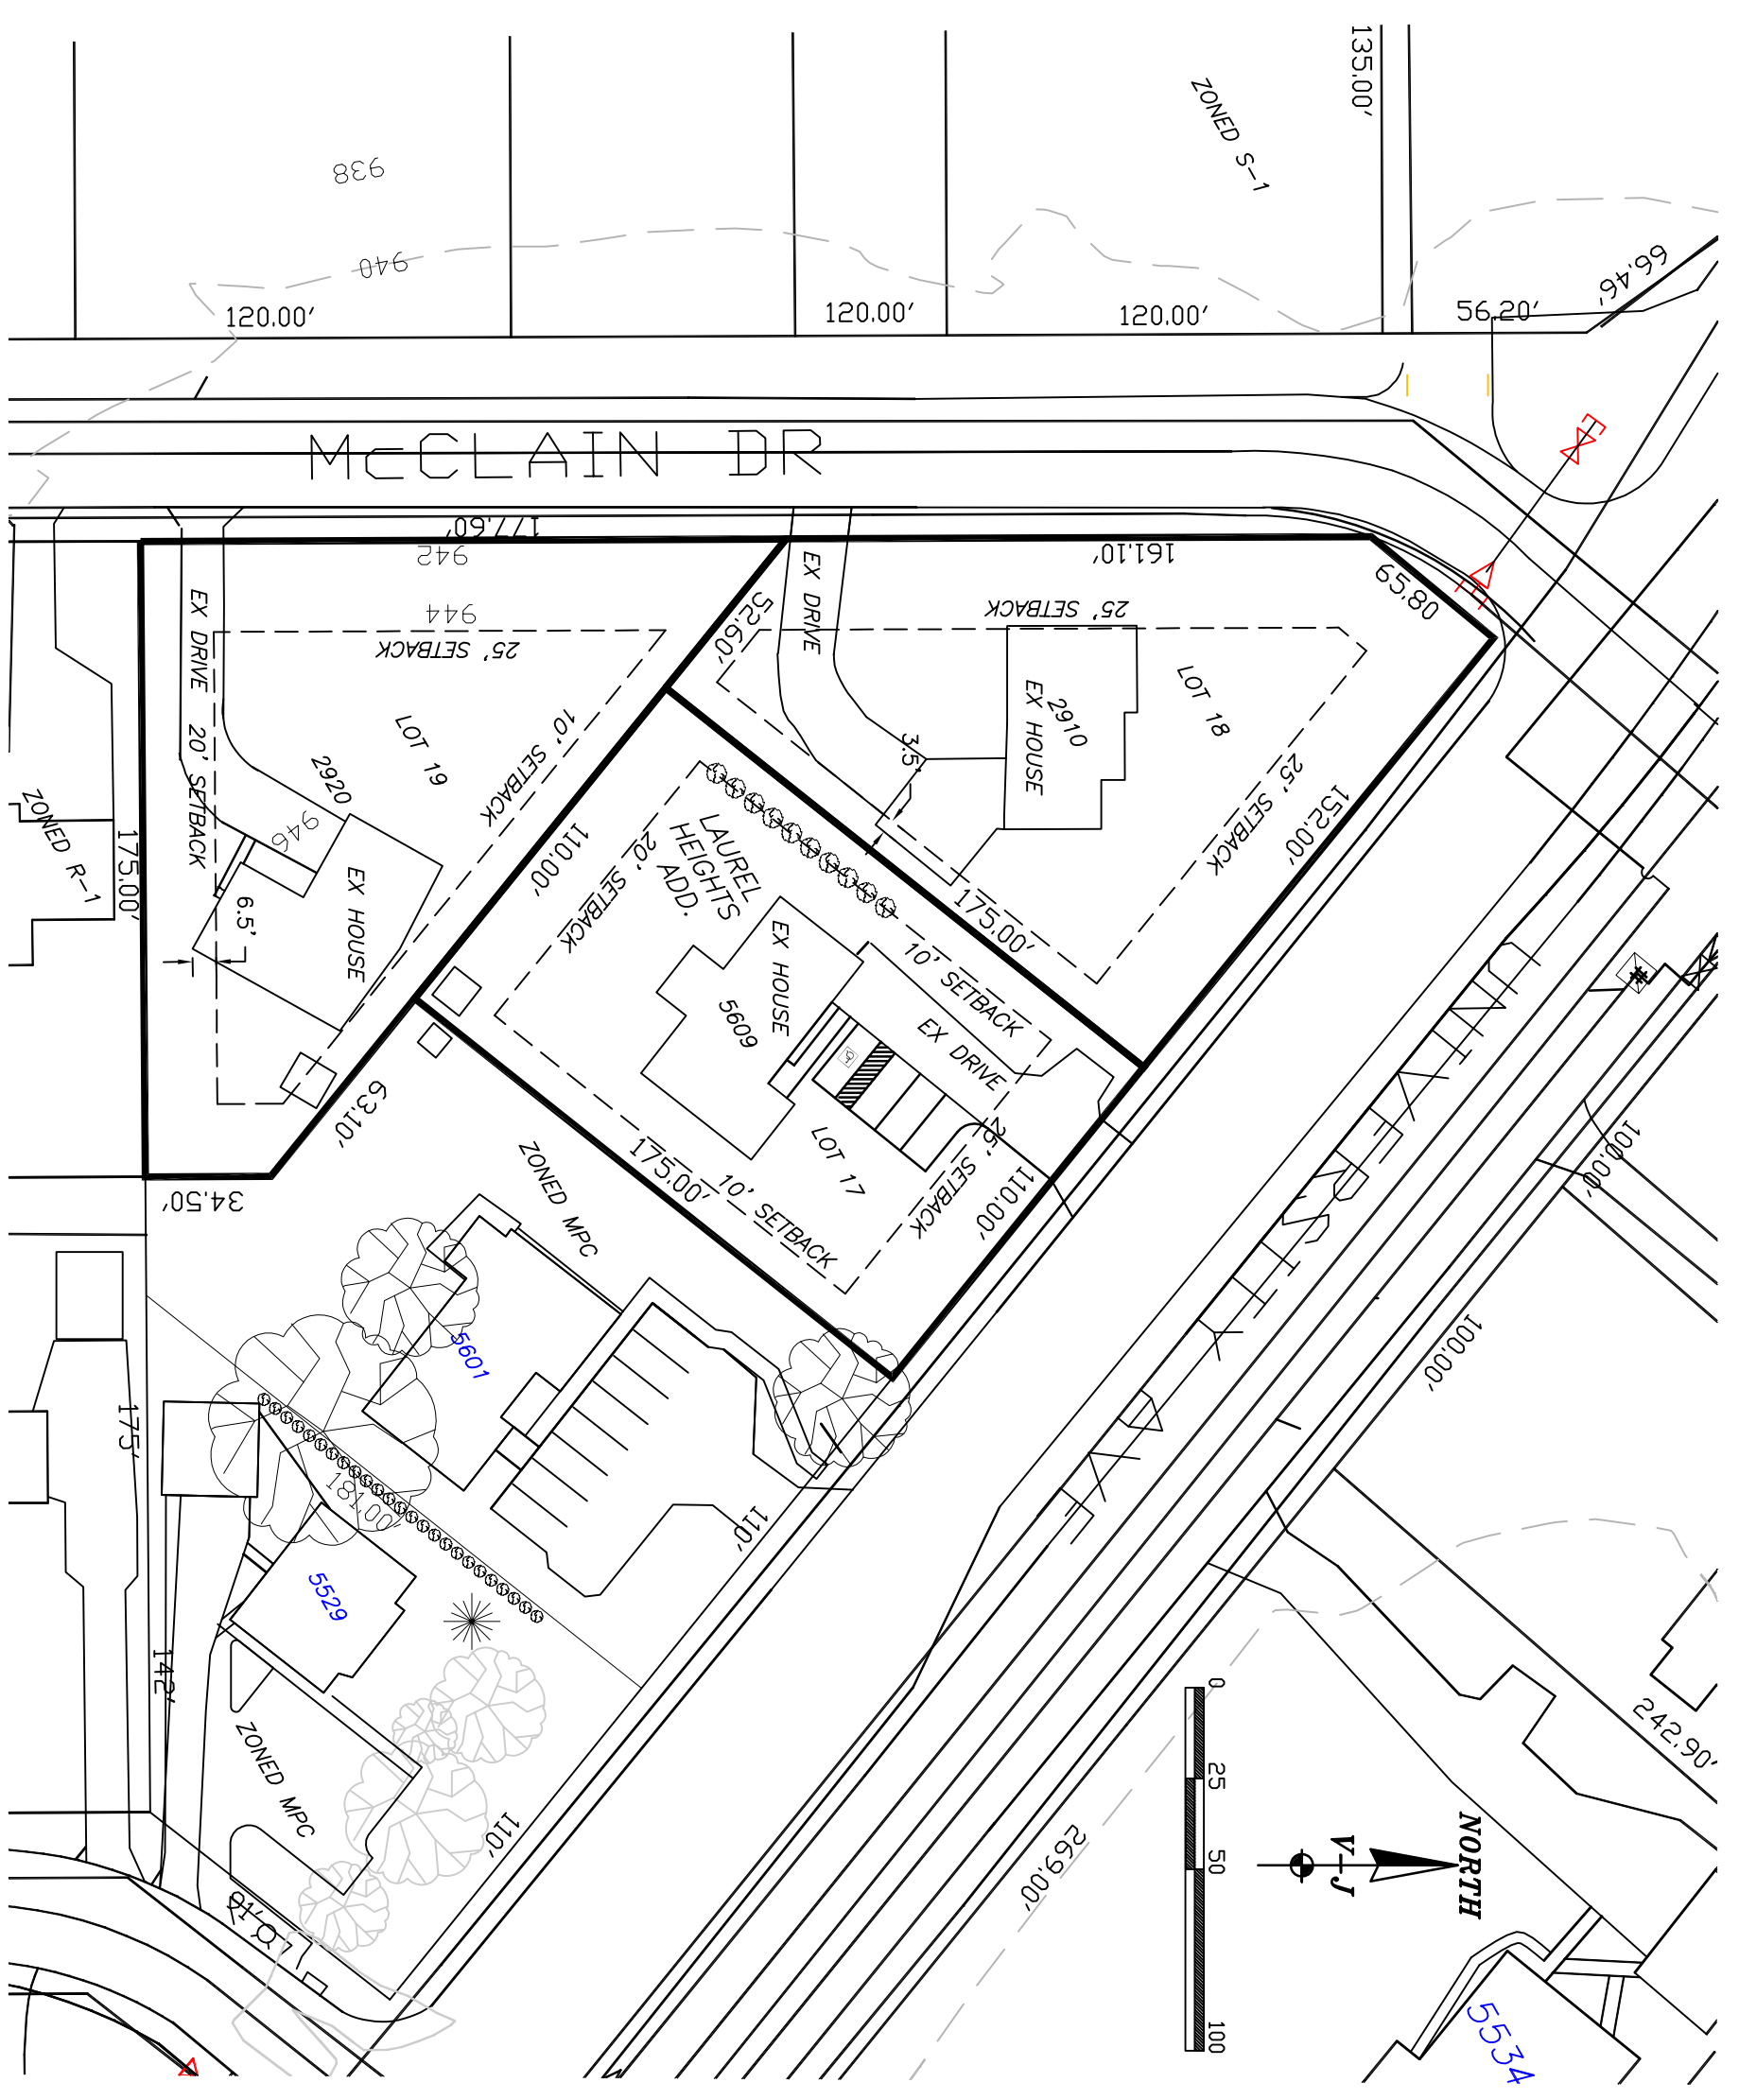 135.00'
ZONED S-1
938
940
66.46'
120.00'
120.00'
120.00'
56.20'
McCLAIN DR
177.60'
942
944
25' SETBACK
EX DRIVE
161.10'
25' SETBACK
65.80
52.60'
EX DRIVE
20' SETBACK
LOT 19
10' SETBACK
2920
946
EX HOUSE
6.5'
LOT 18
2910
EX HOUSE
3.5'
25' SETBACK
152.00'
ZONED R-1
175.00'
110.00'
20' SETBACK
LAUREL
HEIGHTS
ADD.
175.00'
10' SETBACK
EX HOUSE
5609
EX DRIVE
LOT 17
25' SETBACK
110.00'
175.00'
10' SETBACK
63.10'
34.50'
ZONED MPC
100.00'
100.00'
5601
175'
181.00'
110'
5529
142'
ZONED MPC
110'
91'
242.90'
269.00'
0
25
50
100
NORTH
V-J
5534